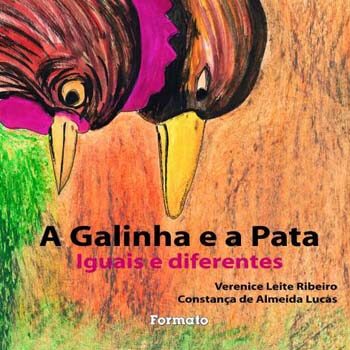 A Galinha e a Pata
Iguais e diferentes
Verenice Leite Ribeiro
Constança de Almeida Lucas
Formato